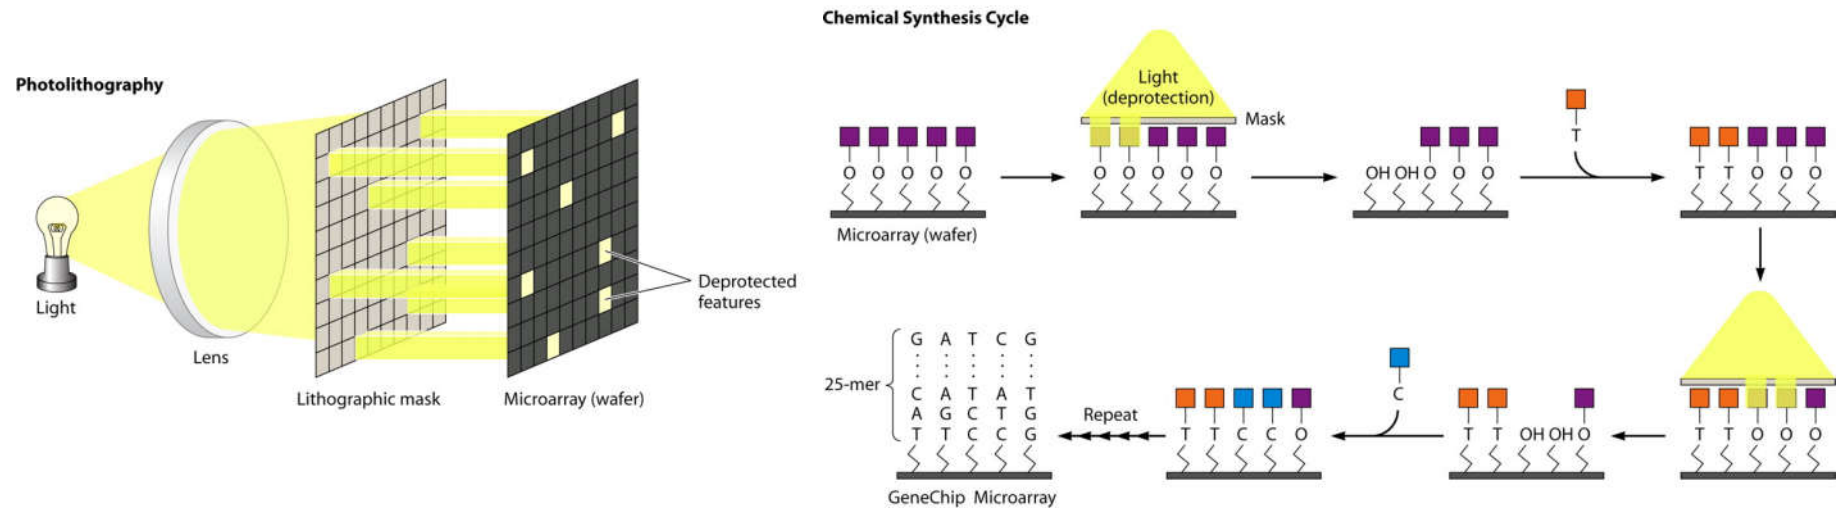 Photolithography
Light
Lens
Lithographic mask
Microarray (wafer)
Deprotected
features
Chemical Synthesis Cycle
O O O O O
Microarray (wafer)
Light
(deprotection)
Mask
O O O O O
OH OH O O O
T
T T O O O
T T O O O
T T OH OH O
C
T T C C O
Repeat
25-mer
G A T C G
. . . . .
. . . . .
. . . . .
C A T A T
A G C T G
T T C C G
GeneChip Microarray